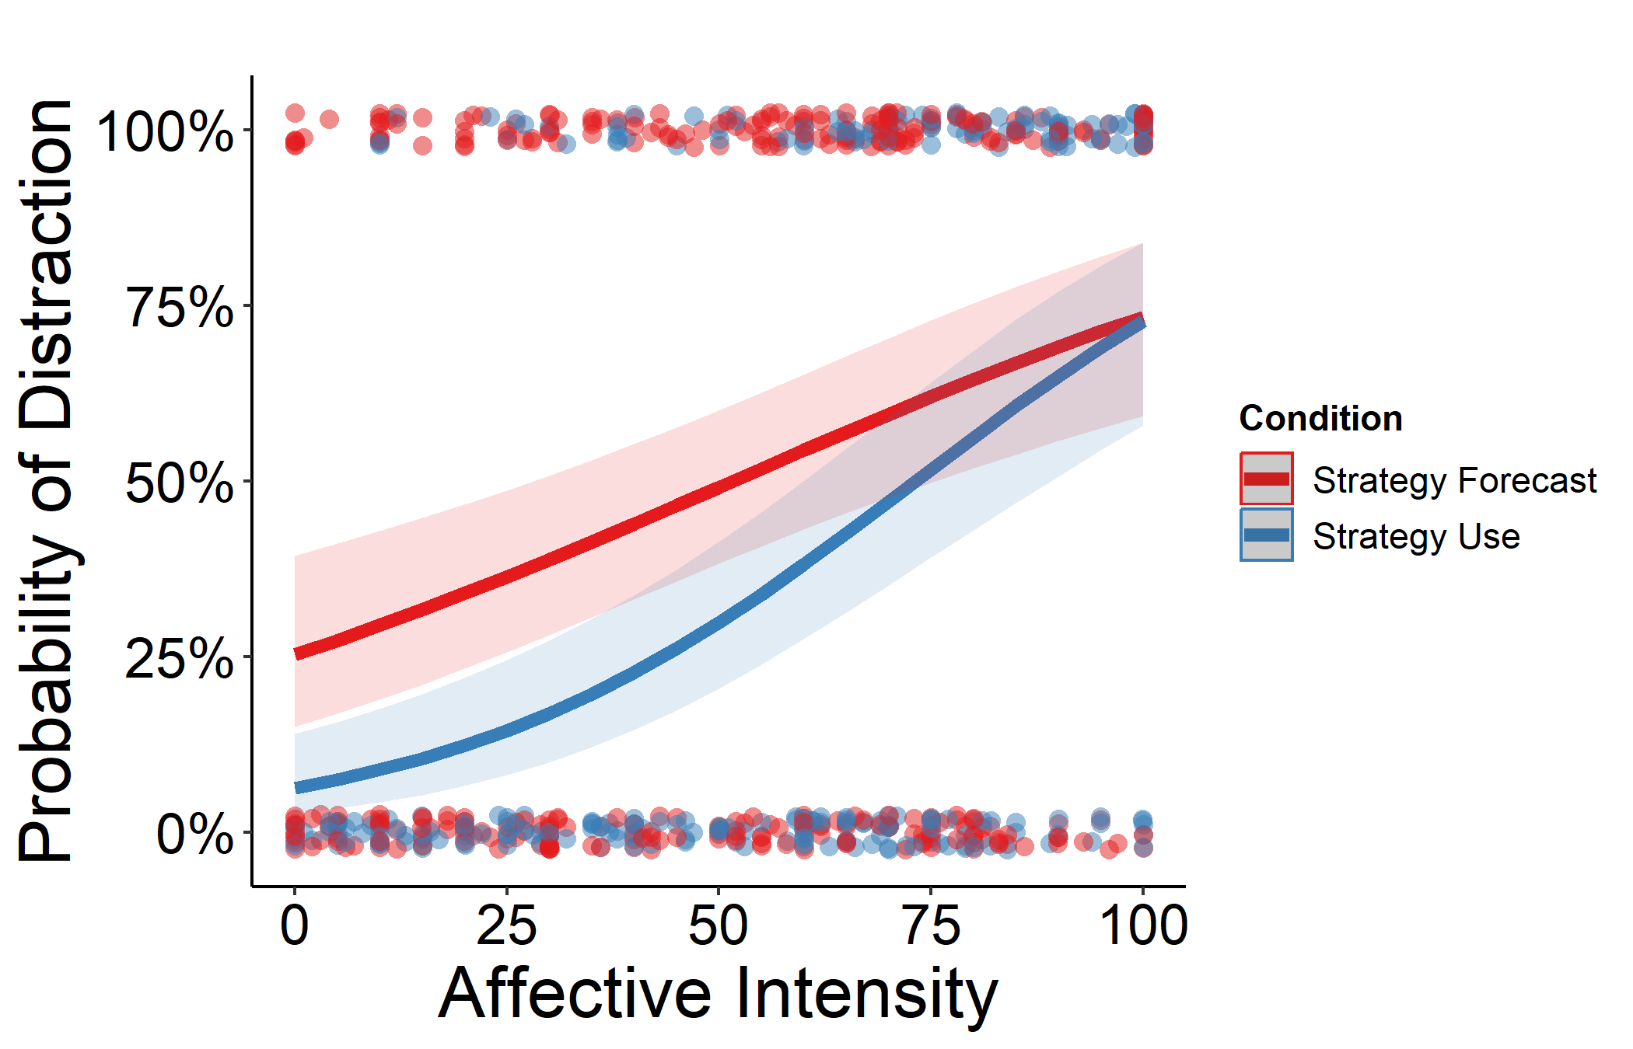 Probability of Distraction
100%
75%
50%
25%
0%
0 25 50 75 100
Affective Intensity
Condition
Strategy Forecast
Strategy Use